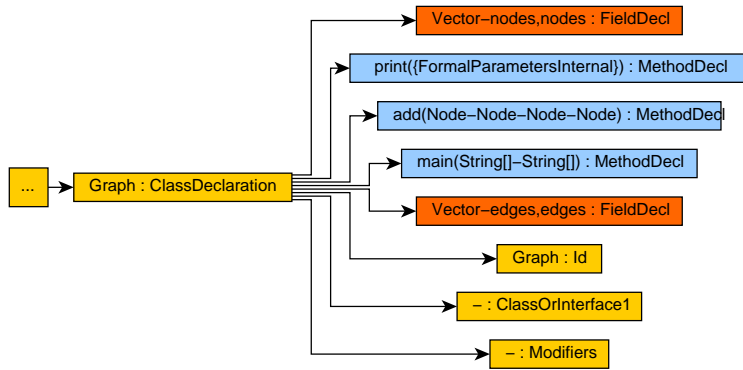 Vector−nodes,nodes : FieldDecl
print({FormalParametersInternal}) : MethodDecl
add(Node−Node−Node−Node) : MethodDecl
main(String[]−String[]) : MethodDecl
... Graph : ClassDeclaration
Vector−edges,edges : FieldDecl
Graph : Id
− : ClassOrInterface1
− : Modifiers